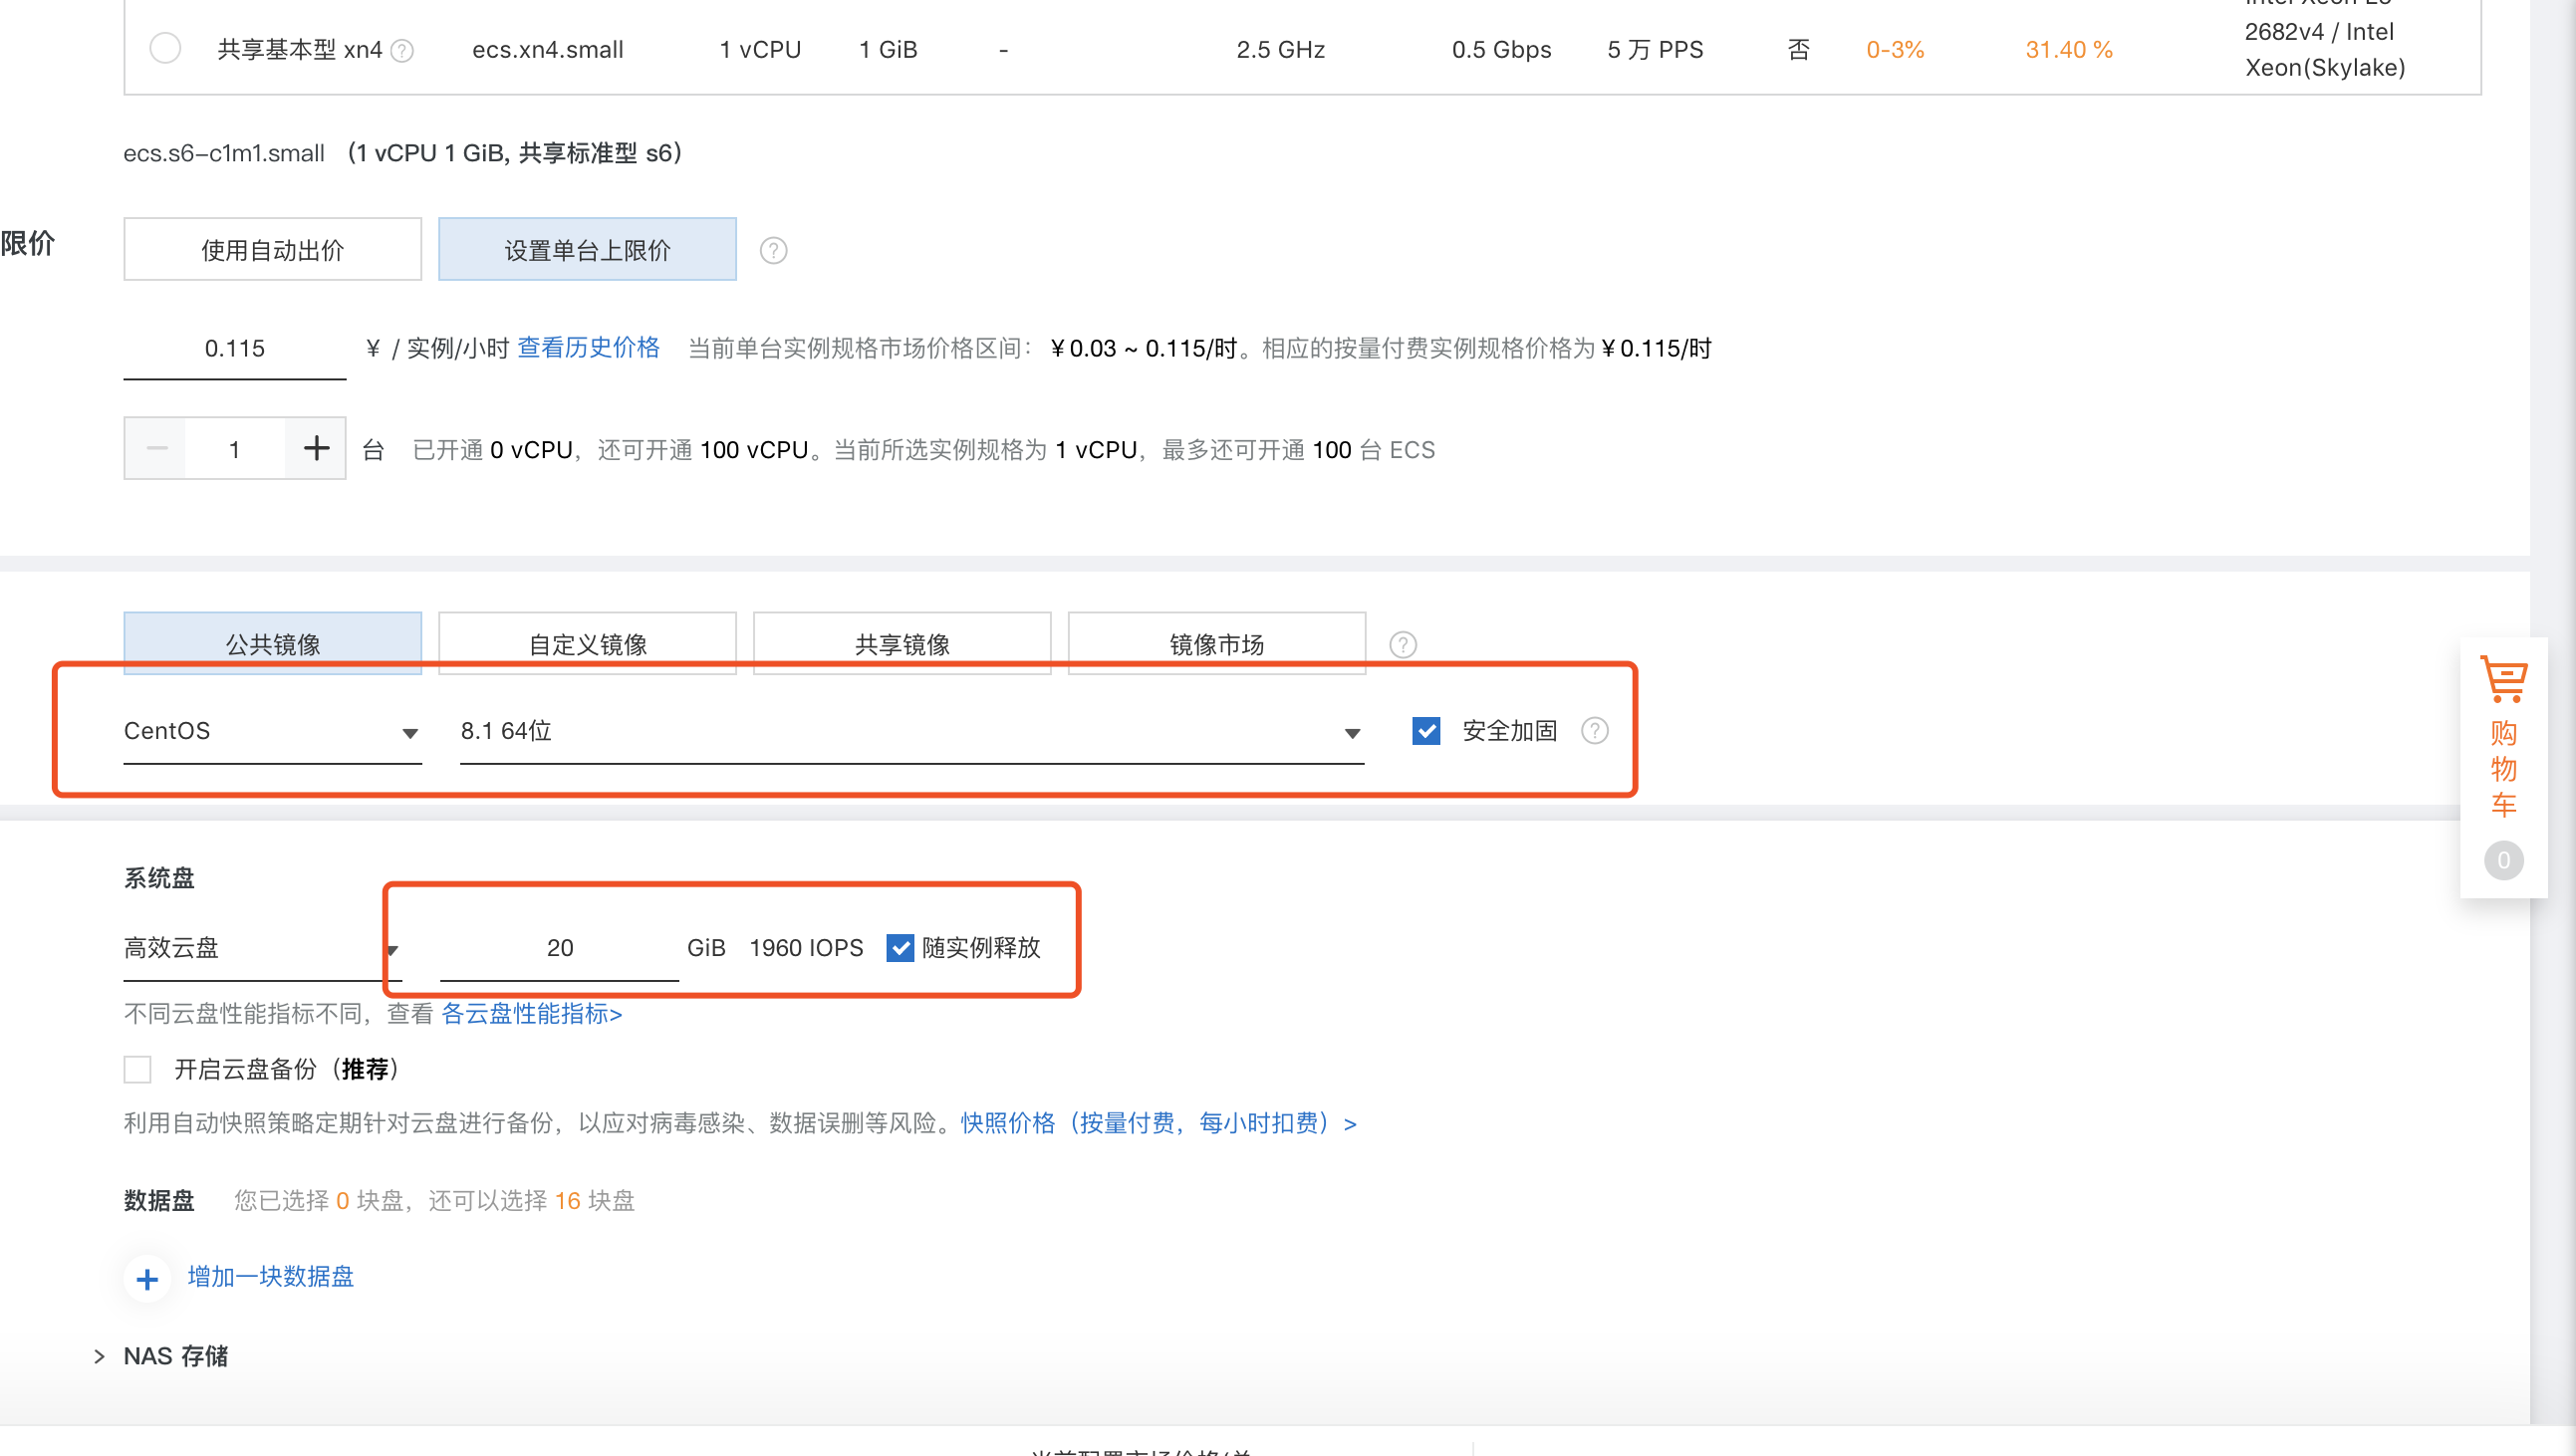 2682v4 / Intel
共享基本型 xn4 ? ecs.xn4.small 1 vCPU 1 GiB - 2.5 GHz 0.5 Gbps 5 万 PPS 否 0-3% 31.40 %
Xeon(Skylake)
ecs.s6-c1m1.small （1 vCPU 1 GiB, 共享标准型 s6）
限价 使用自动出价 设置单台上限价 ?
0.115 ¥ / 实例/小时 查看历史价格 当前单台实例规格市场价格区间：¥ 0.03 ~ 0.115/时。相应的按量付费实例规格价格为 ¥ 0.115/时
1 台 已开通 0 vCPU，还可开通 100 vCPU。当前所选实例规格为 1 vCPU，最多还可开通 100 台 ECS
公共镜像 自定义镜像 共享镜像 镜像市场 ?
CentOS 8.1 64位 安全加固 ?
购物车
0
系统盘
高效云盘 20 GiB 1960 IOPS 随实例释放
不同云盘性能指标不同，查看 各云盘性能指标>
开启云盘备份（推荐）
利用自动快照策略定期针对云盘进行备份，以应对病毒感染、数据误删等风险。快照价格（按量付费，每小时扣费）>
数据盘 您已选择 0 块盘，还可以选择 16 块盘
+ 增加一块数据盘
> NAS 存储